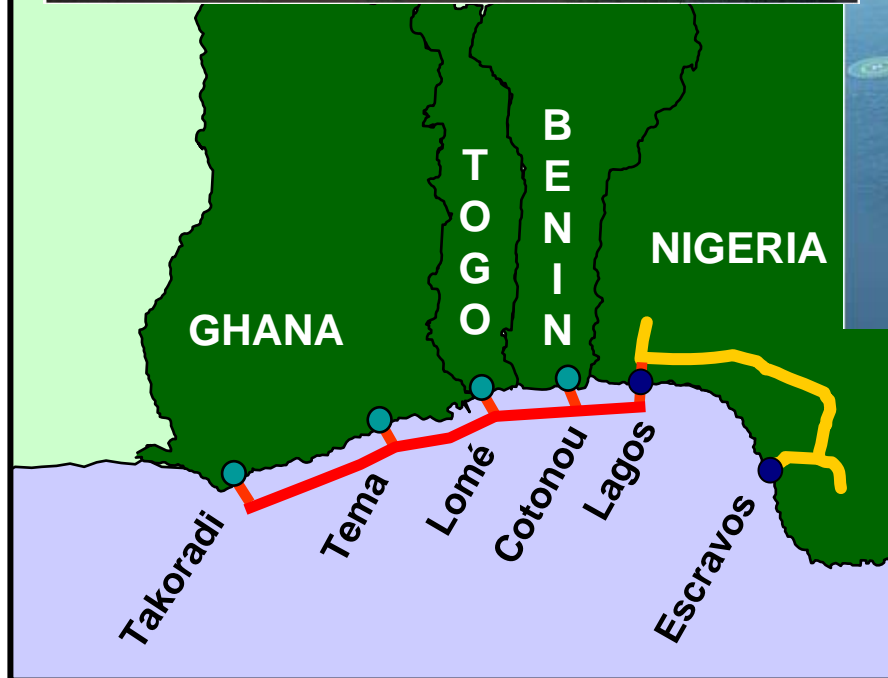 TOGO
BENIN
NIGERIA
GHANA
Takoradi
Tema
Lomé
Cotonou
Lagos
Escravos